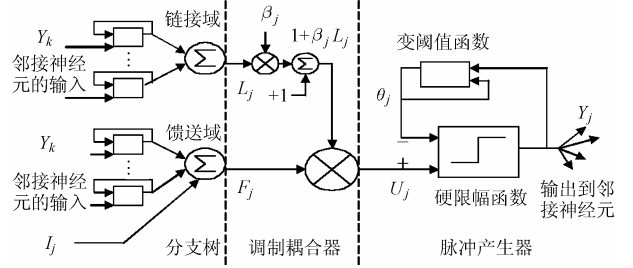 链接域
Y_k
邻接神经
元的输入
⋮
Σ
β_j
L_j
1+β_j L_j
Σ
+1
变阈值函数
θ_j
−
+
U_j
硬限幅函数
Y_j
输出到邻
接神经元
馈送域
Y_k
邻接神经
元的输入
⋮
Σ
F_j
I_j
分支树
调制耦合器
脉冲产生器